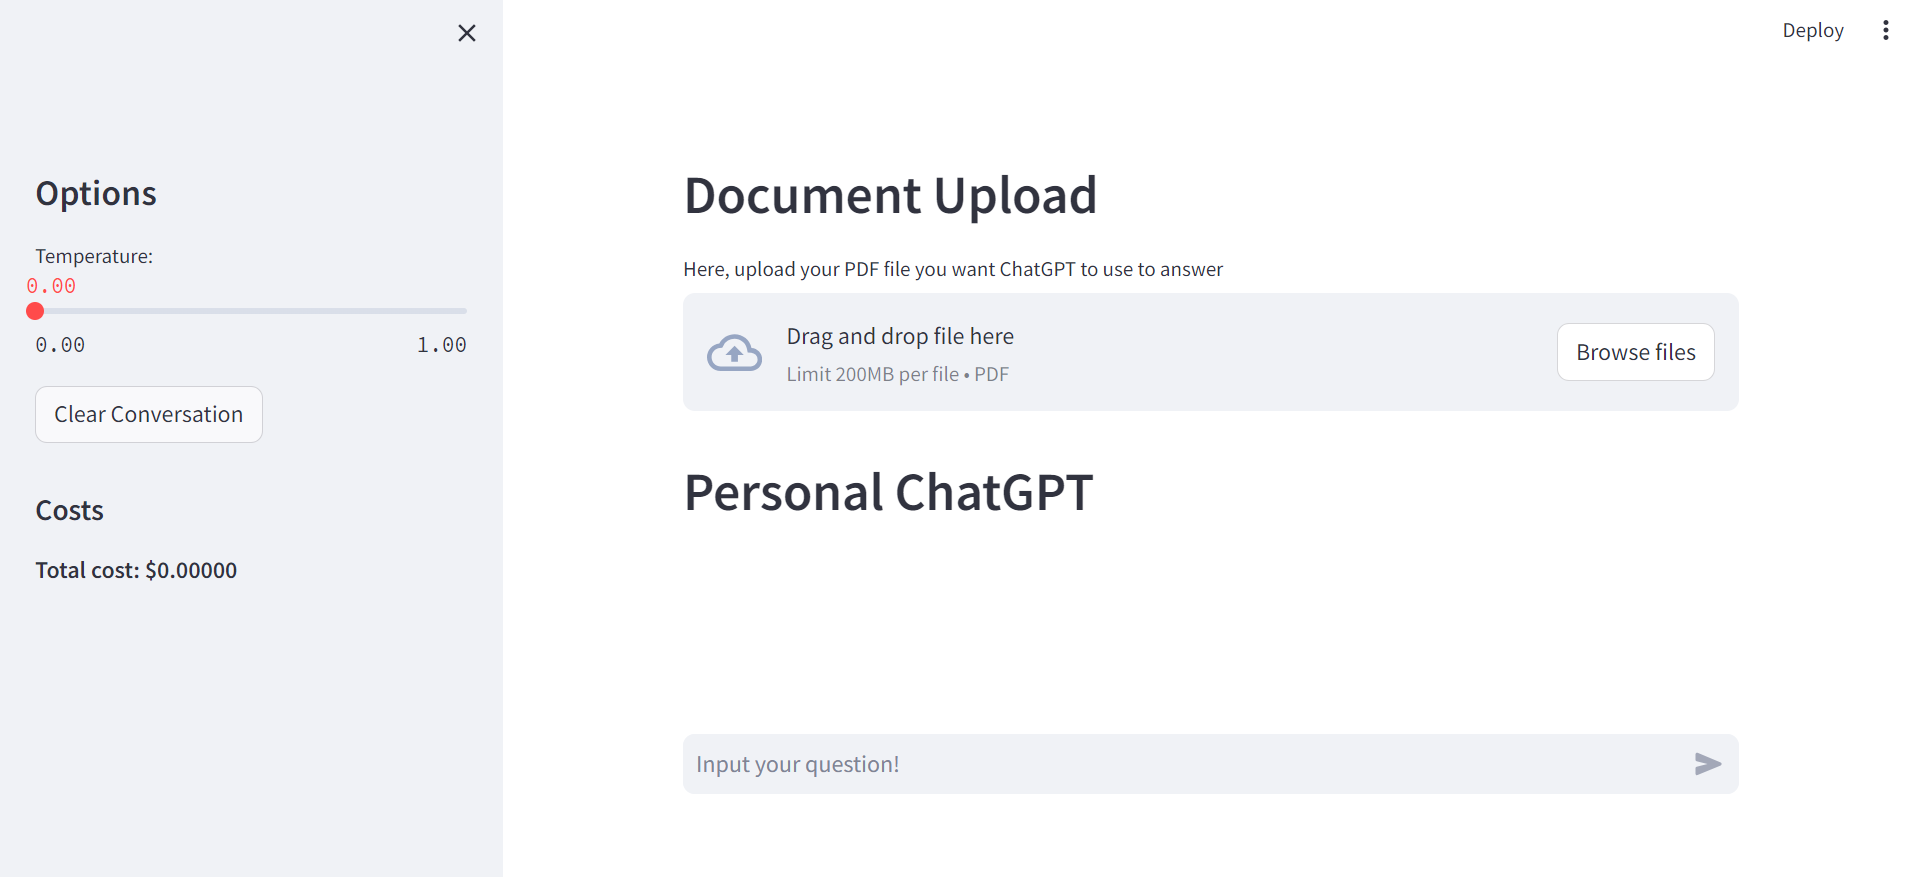 Deploy
Options
Temperature:
0.00
0.00 1.00
Clear Conversation
Costs
Total cost: $0.00000
Document Upload
Here, upload your PDF file you want ChatGPT to use to answer
Drag and drop file here
Limit 200MB per file • PDF
Browse files
Personal ChatGPT
Input your question!